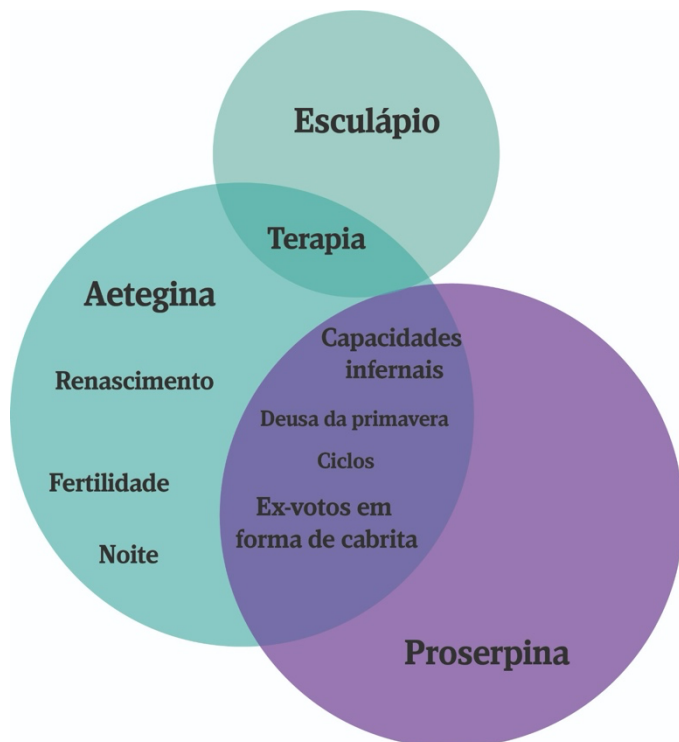 Esculápio
Terapia
Aetegina
Capacidades
infernais
Renascimento
Deusa da primavera
Ciclos
Fertilidade
Ex-votos em
forma de cabrita
Noite
Proserpina